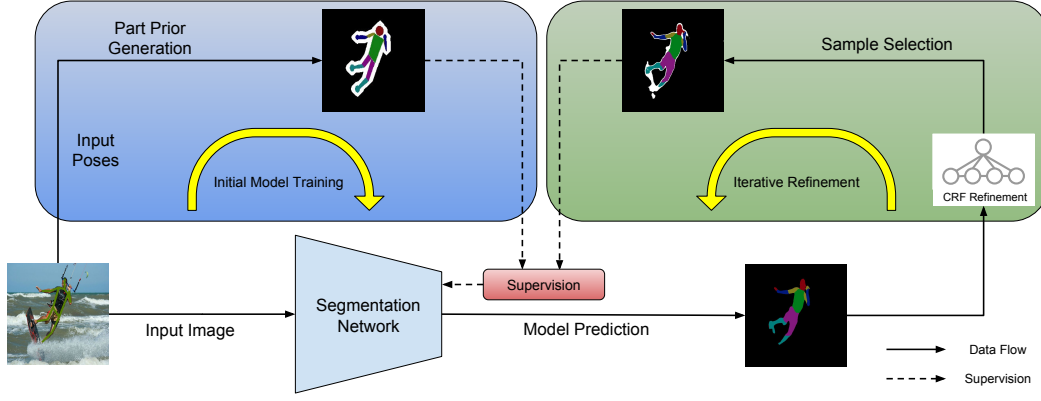 Part Prior
Generation
Sample Selection
Input
Poses
Initial Model Training
Iterative Refinement
CRF Refinement
Segmentation
Network
Supervision
Input Image
Model Prediction
Data Flow
Supervision